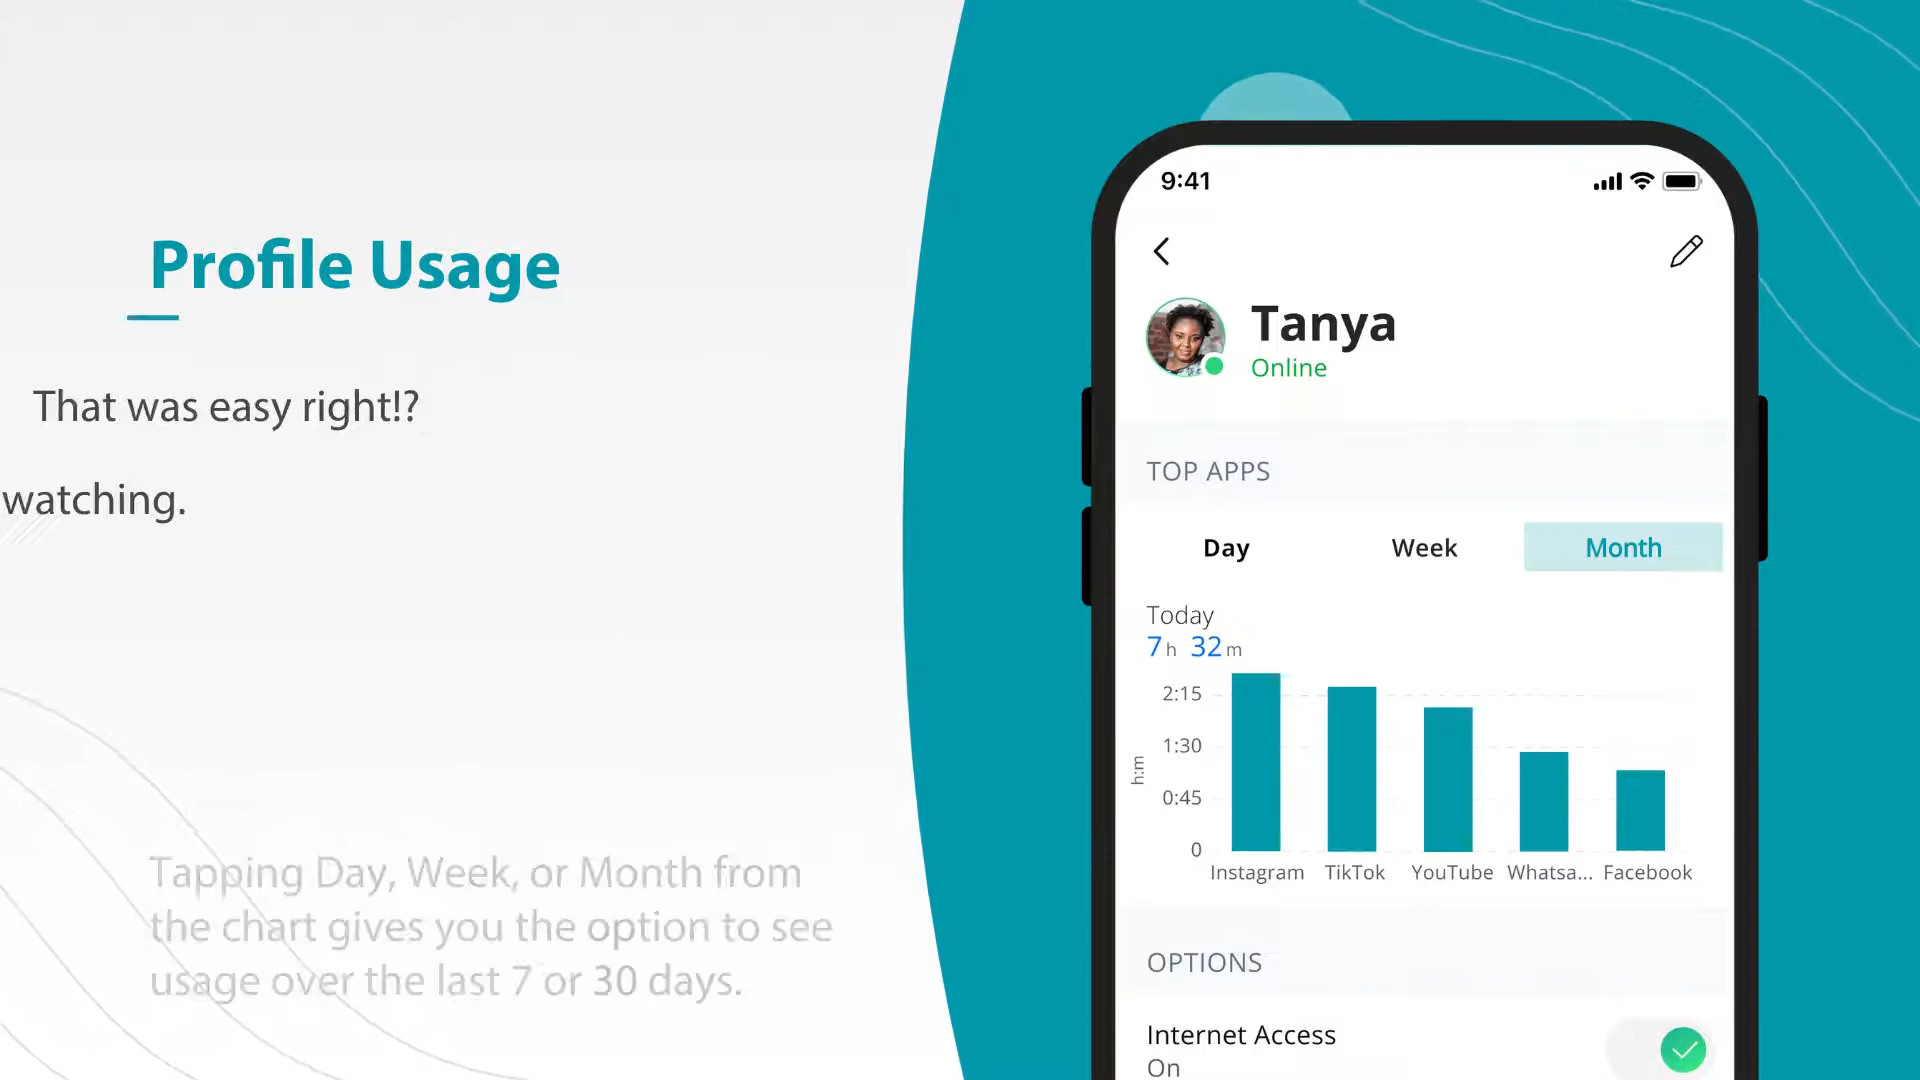 Profile Usage
That was easy right!?
watching.
Tapping Day, Week, or Month from
the chart gives you the option to see
usage over the last 7 or 30 days.
9:41
Tanya
Online
TOP APPS
Day Week Month
Today
7 h 32 m
2:15
1:30
0:45
0
h:m
Instagram TikTok YouTube Whatsa... Facebook
OPTIONS
Internet Access
On